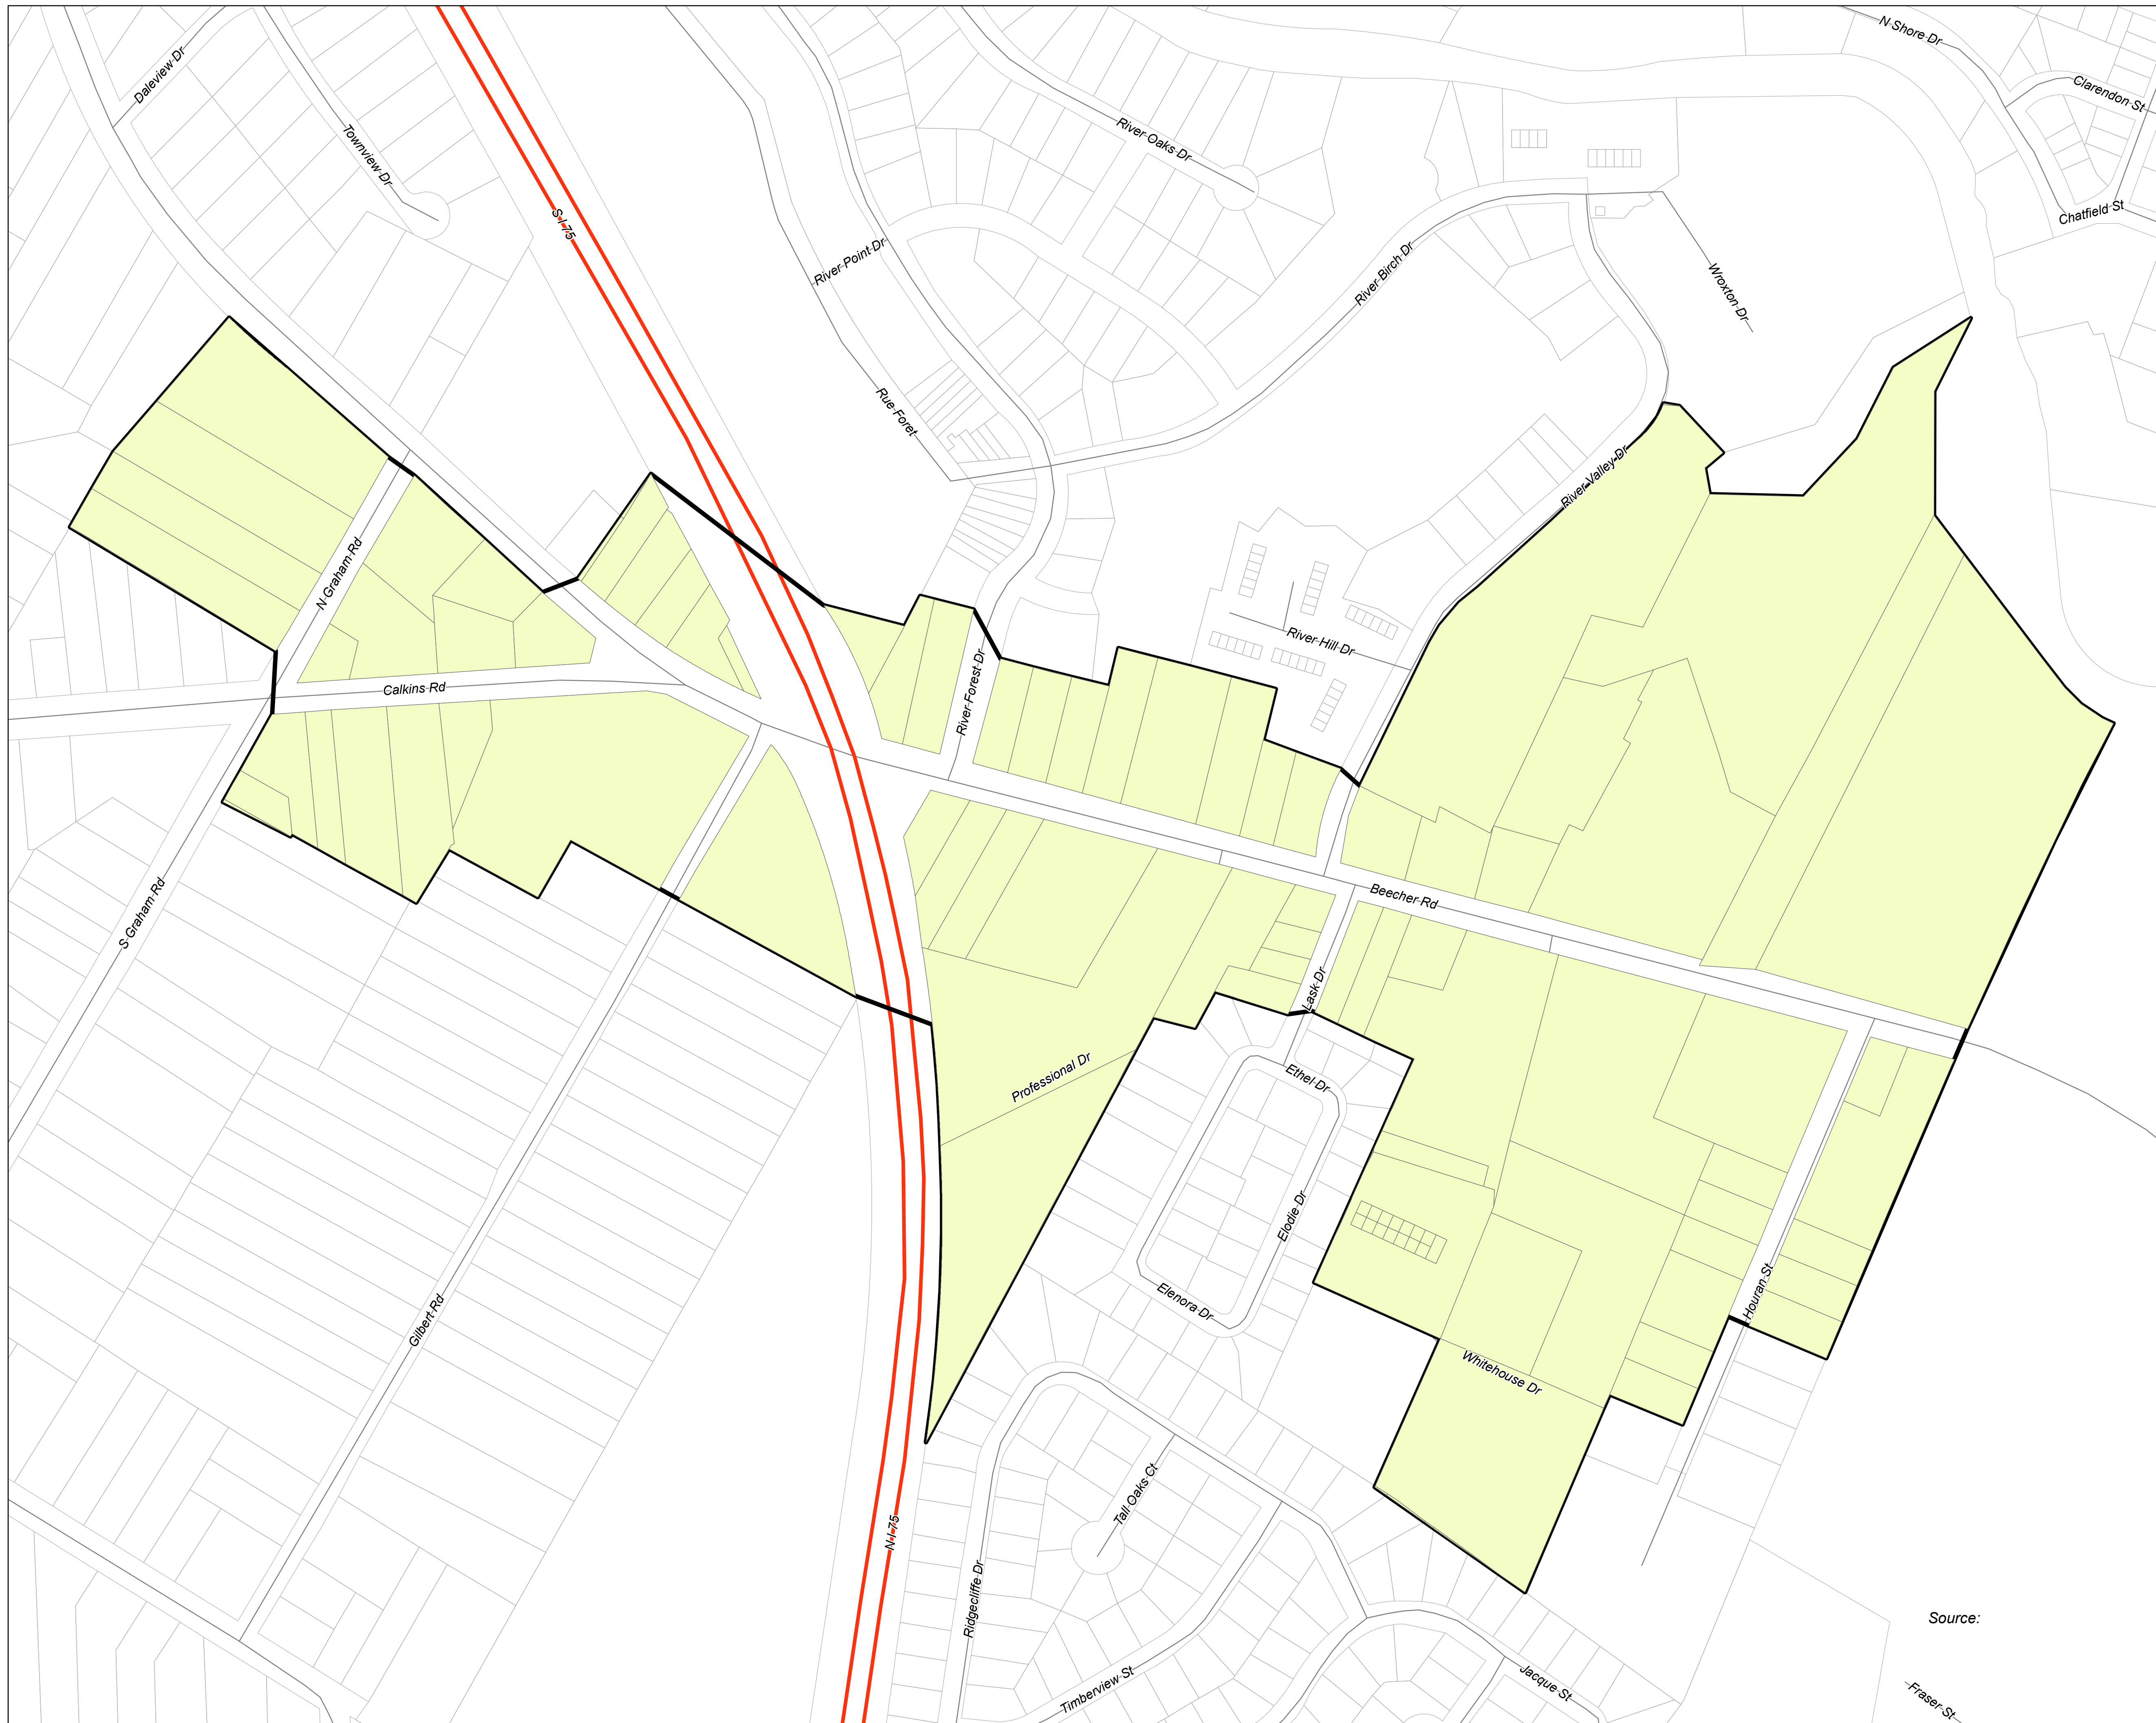 N Shore Dr
Daleview Dr
Clarendon St
River Oaks Dr
Townview Dr
Chatfield St
S I-75
River Point Dr
River Birch Dr
Wroxton Dr
Rue Foret
River Valley Dr
N Graham Rd
River Hill Dr
River Forest Dr
Calkins Rd
Beecher Rd
S Graham Rd
Lask Dr
Professional Dr
Ethel Dr
Elodie Dr
Houran St
Elenora Dr
Gilbert Rd
Whitehouse Dr
Tall Oaks Ct
N I-75
Ridgecliffe Dr
Source:
Timberview St
Jacque St
Fraser St